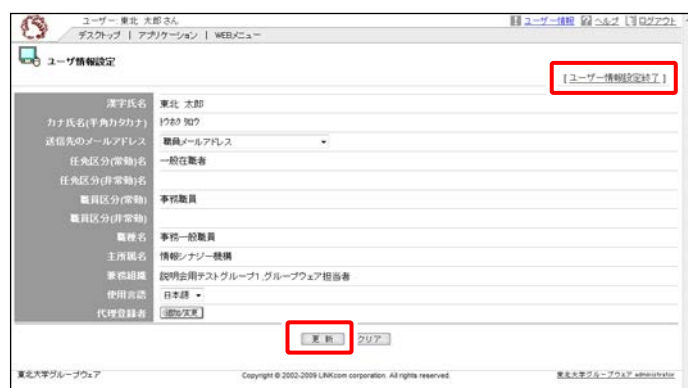 ユーザー:東北 太郎 さん
ユーザー情報 ヘルプ ログアウト
デスクトップ | アプリケーション | WEBメニュー
ユーザ情報設定
[ ユーザー情報設定終了 ]
漢字氏名 東北 太郎
カナ氏名(半角カタカナ) トウホク タロウ
送信先のメールアドレス 職員メールアドレス
任免区分(常勤)名 一般在職者
任免区分(非常勤)名
職員区分(常勤) 事務職員
職員区分(非常勤)
職種名 事務一般職員
主所属名 情報シナジー機構
兼務組織 説明会用テストグループ1,グループウェア担当者
使用言語 日本語
代理登録者 追加/変更
更 新 クリア
東北大学グループウェア Copyright © 2002-2009 LINKcom corporation. All rights reserved. 東北大学グループウェア administrator